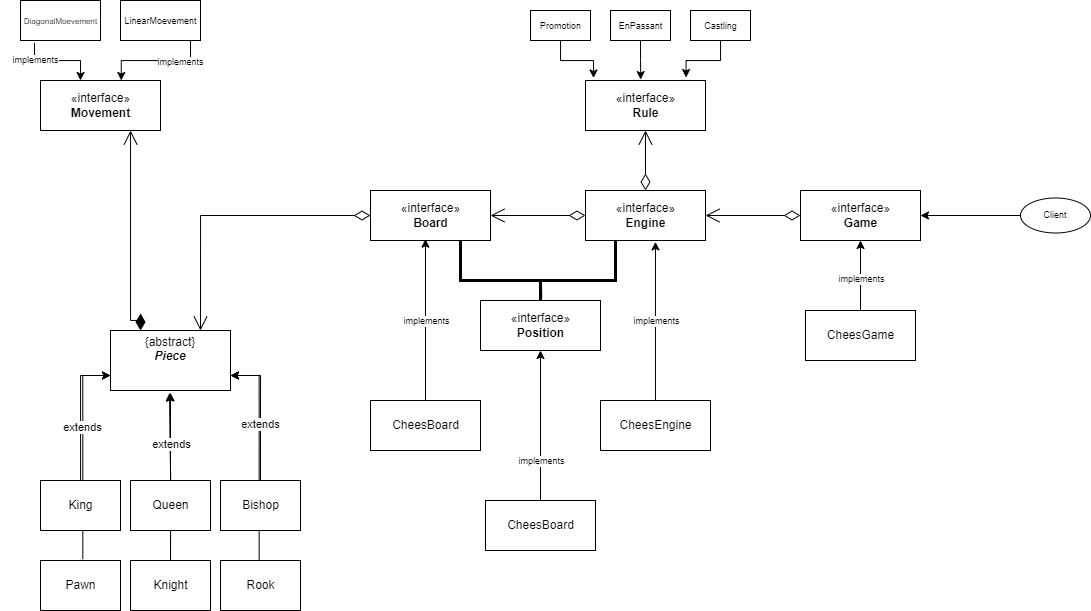 DiagonalMoevement
LinearMoevement
Promotion
EnPassant
Castling
implements
implements
«interface»
Movement
«interface»
Rule
«interface»
Board
«interface»
Engine
«interface»
Game
Client
implements
implements
implements
«interface»
Position
{abstract}
Piece
CheesGame
extends
extends
extends
CheesBoard
CheesEngine
implements
King
Queen
Bishop
CheesBoard
Pawn
Knight
Rook